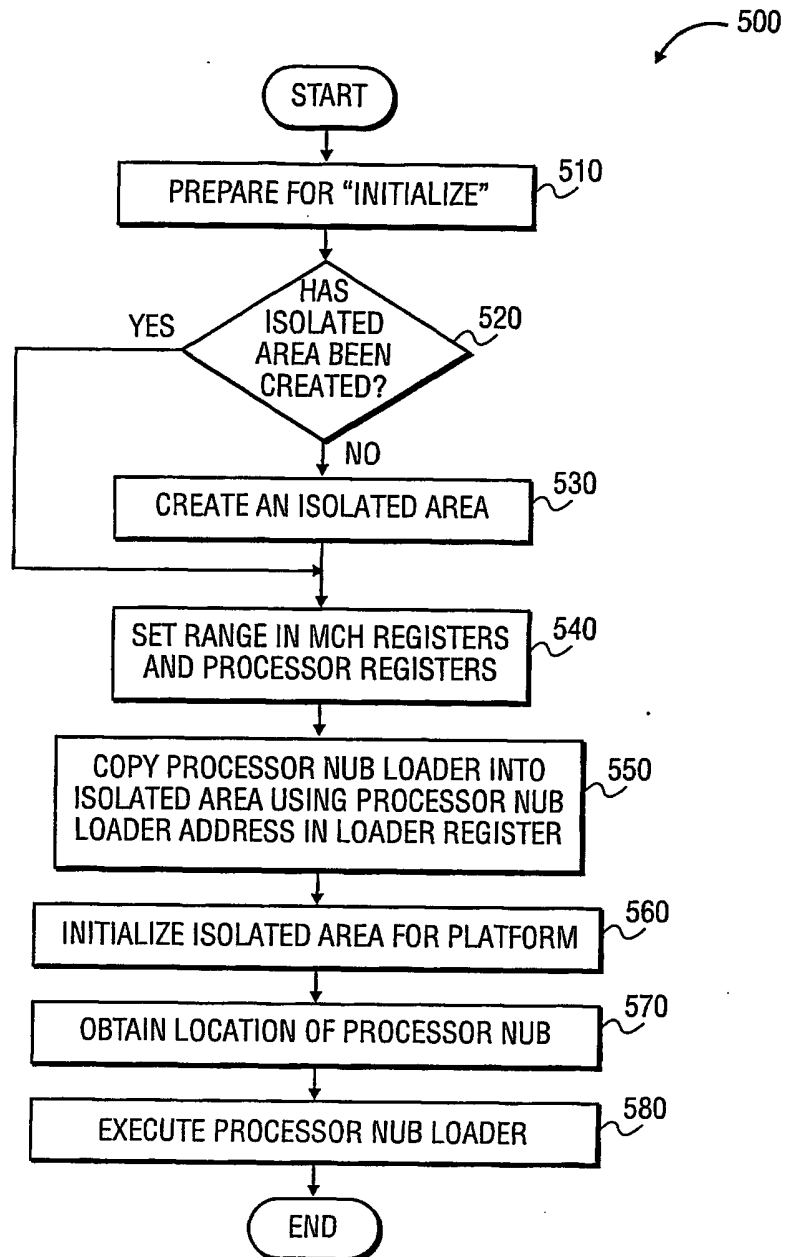 500
START
PREPARE FOR “INITIALIZE”
510
HAS
ISOLATED
AREA BEEN
CREATED?
520
YES
NO
CREATE AN ISOLATED AREA
530
SET RANGE IN MCH REGISTERS
AND PROCESSOR REGISTERS
540
COPY PROCESSOR NUB LOADER INTO
ISOLATED AREA USING PROCESSOR NUB
LOADER ADDRESS IN LOADER REGISTER
550
INITIALIZE ISOLATED AREA FOR PLATFORM
560
OBTAIN LOCATION OF PROCESSOR NUB
570
EXECUTE PROCESSOR NUB LOADER
580
END